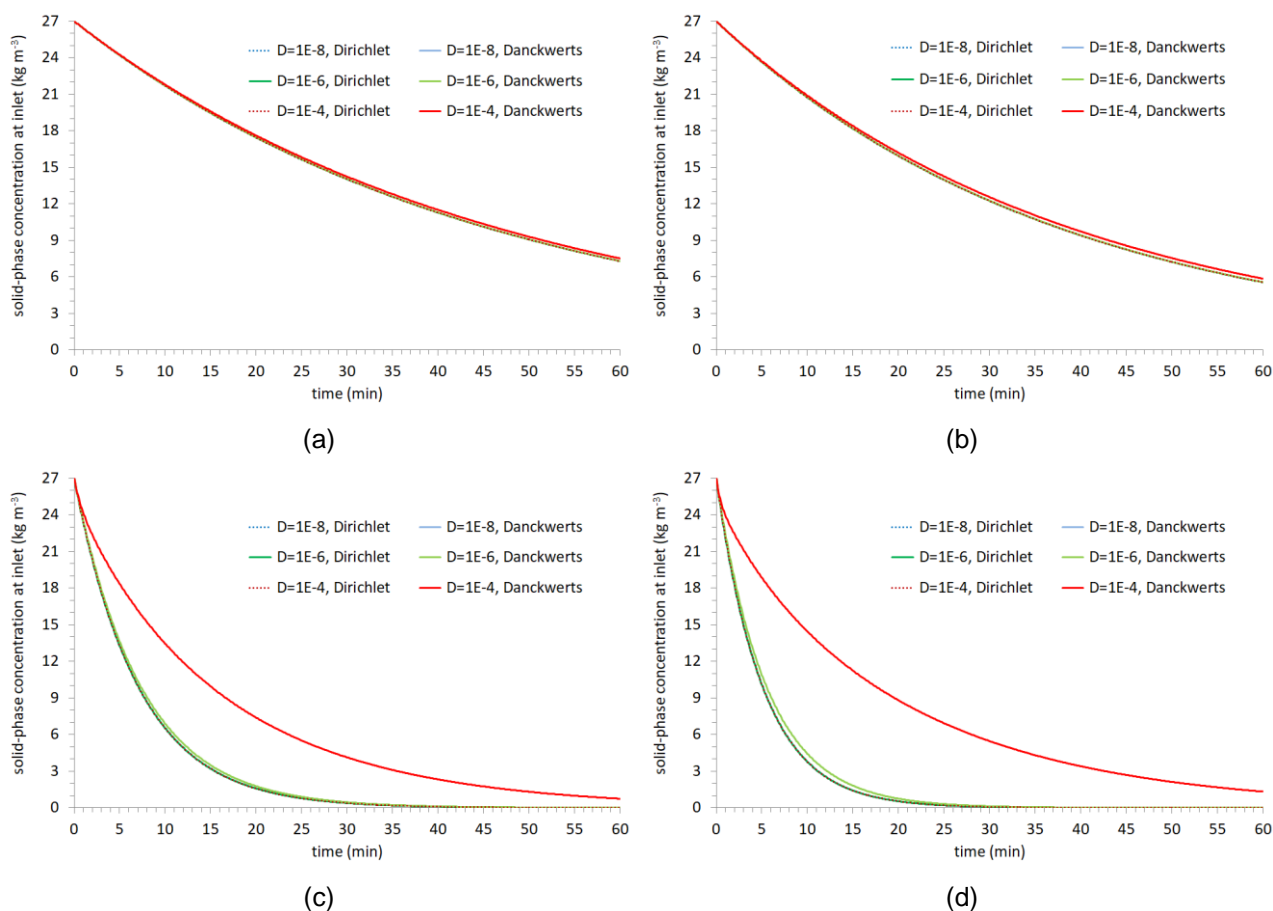 solid-phase concentration at inlet (kg m⁻³)
27
24
21
18
15
12
9
6
3
0
D=1E-8, Dirichlet D=1E-8, Danckwerts
D=1E-6, Dirichlet D=1E-6, Danckwerts
D=1E-4, Dirichlet D=1E-4, Danckwerts
0 5 10 15 20 25 30 35 40 45 50 55 60
time (min)
(a)
solid-phase concentration at inlet (kg m⁻³)
27
24
21
18
15
12
9
6
3
0
D=1E-8, Dirichlet D=1E-8, Danckwerts
D=1E-6, Dirichlet D=1E-6, Danckwerts
D=1E-4, Dirichlet D=1E-4, Danckwerts
0 5 10 15 20 25 30 35 40 45 50 55 60
time (min)
(b)
solid-phase concentration at inlet (kg m⁻³)
27
24
21
18
15
12
9
6
3
0
D=1E-8, Dirichlet D=1E-8, Danckwerts
D=1E-6, Dirichlet D=1E-6, Danckwerts
D=1E-4, Dirichlet D=1E-4, Danckwerts
0 5 10 15 20 25 30 35 40 45 50 55 60
time (min)
(c)
solid-phase concentration at inlet (kg m⁻³)
27
24
21
18
15
12
9
6
3
0
D=1E-8, Dirichlet D=1E-8, Danckwerts
D=1E-6, Dirichlet D=1E-6, Danckwerts
D=1E-4, Dirichlet D=1E-4, Danckwerts
0 5 10 15 20 25 30 35 40 45 50 55 60
time (min)
(d)